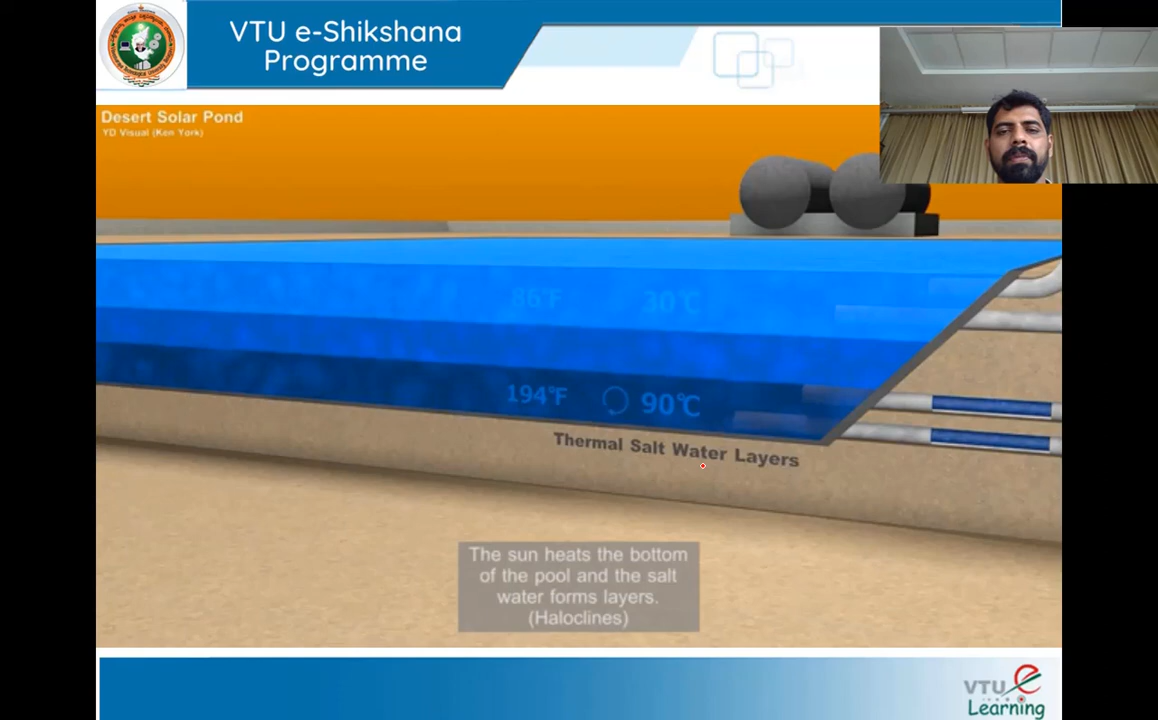 VTU e-Shikshana
Programme
Desert Solar Pond
YD Visual (Ken York)
86°F 30°C
194°F 90°C
Thermal Salt Water Layers
The sun heats the bottom
of the pool and the salt
water forms layers.
(Haloclines)
VTU e
Learning